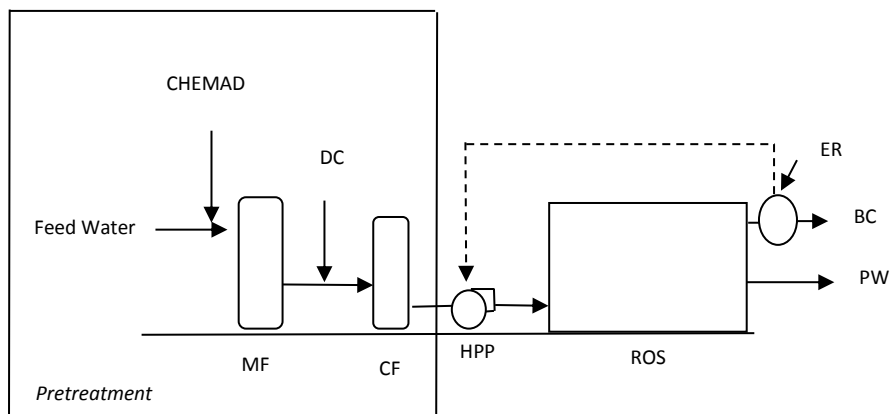 CHEMAD
DC
ER
Feed Water
BC
PW
MF
CF
HPP
ROS
Pretreatment